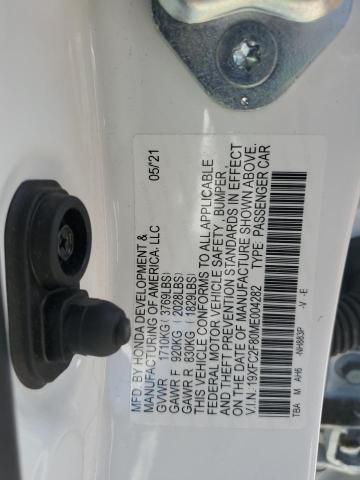 MFD. BY HONDA DEVELOPMENT &
MANUFACTURING OF AMERICA, LLC 05/21
GVWR 1710KG (3769LBS)
GAWR F 920KG (2028LBS)
GAWR R 830KG (1829LBS)
THIS VEHICLE CONFORMS TO ALL APPLICABLE
FEDERAL MOTOR VEHICLE SAFETY, BUMPER,
AND THEFT PREVENTION STANDARDS IN EFFECT
ON THE DATE OF MANUFACTURE SHOWN ABOVE.
V.I.N.: 19XFC2F80ME004282 TYPE: PASSENGER CAR
TBA M AH6 -NH883P -V -E